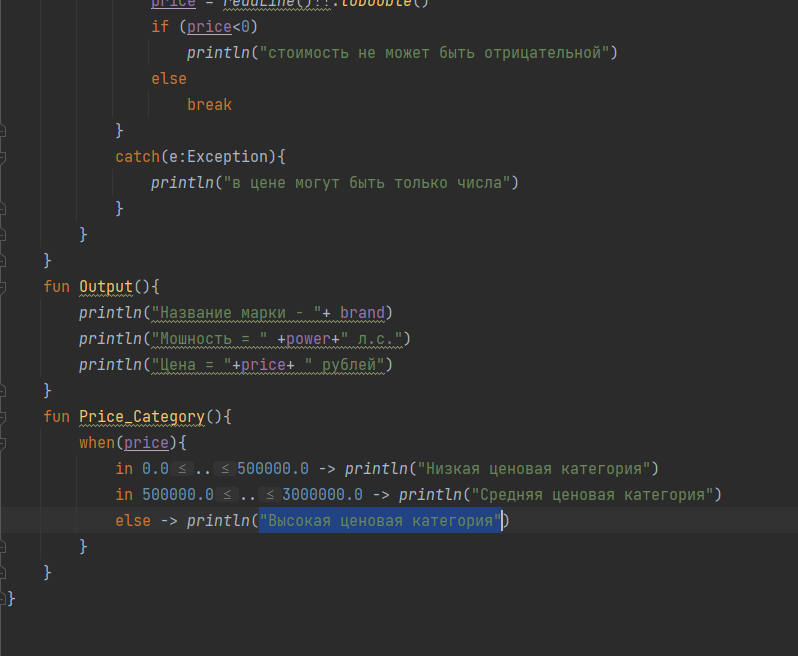 price = readLine()!!.toDouble()
if (price<0)
println("стоимость не может быть отрицательной")
else
break
}
catch(e:Exception){
println("в цене могут быть только числа")
}
}
}
fun Output(){
println("Название марки - "+ brand)
println("Мошность = " +power+" л.с.")
println("Цена = "+price+ " рублей")
}
fun Price_Category(){
when(price){
in 0.0 ≤ .. ≤ 500000.0 -> println("Низкая ценовая категория")
in 500000.0 ≤ .. ≤ 3000000.0 -> println("Средняя ценовая категория")
else -> println("Высокая ценовая категория")
}
}
}